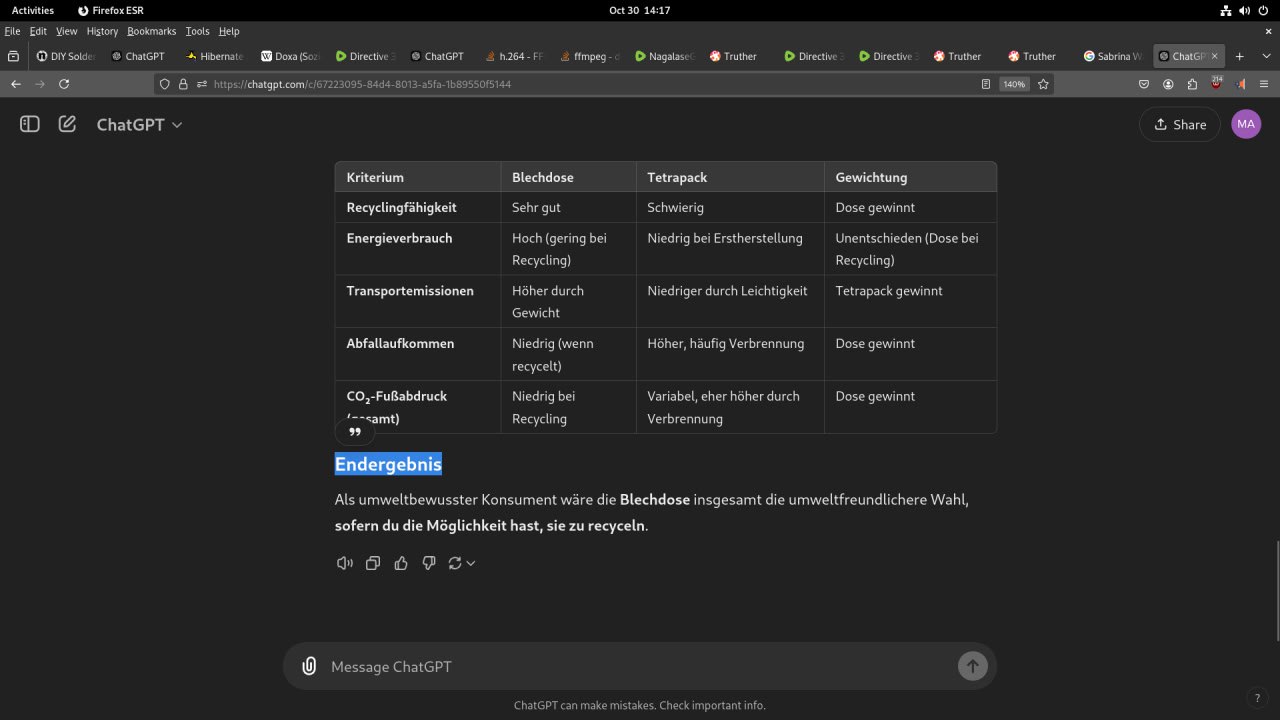 Activities Firefox ESR Oct 30 14:17
File Edit View History Bookmarks Tools Help
DIY Solder ChatGPT Hibernate Doxa (Sozi Directive 3 ChatGPT h.264 - FF ffmpeg - d NagalaseG Truther Directive 3 Directive 3 Truther Truther Sabrina W ChatGPT
https://chatgpt.com/c/67223095-84d4-8013-a5fa-1b89550f5144 140% 214
ChatGPT Share MA
Kriterium Blechdose Tetrapack Gewichtung
Recyclingfähigkeit Sehr gut Schwierig Dose gewinnt
Energieverbrauch Hoch (gering bei Niedrig bei Erstherstellung Unentschieden (Dose bei
Recycling) Recycling)
Transportemissionen Höher durch Niedriger durch Leichtigkeit Tetrapack gewinnt
Gewicht
Abfallaufkommen Niedrig (wenn Höher, häufig Verbrennung Dose gewinnt
recycelt)
CO₂-Fußabdruck Niedrig bei Variabel, eher höher durch Dose gewinnt
(gesamt) Recycling Verbrennung
Endergebnis
Als umweltbewusster Konsument wäre die Blechdose insgesamt die umweltfreundlichere Wahl,
sofern du die Möglichkeit hast, sie zu recyceln.
Message ChatGPT
ChatGPT can make mistakes. Check important info.
?